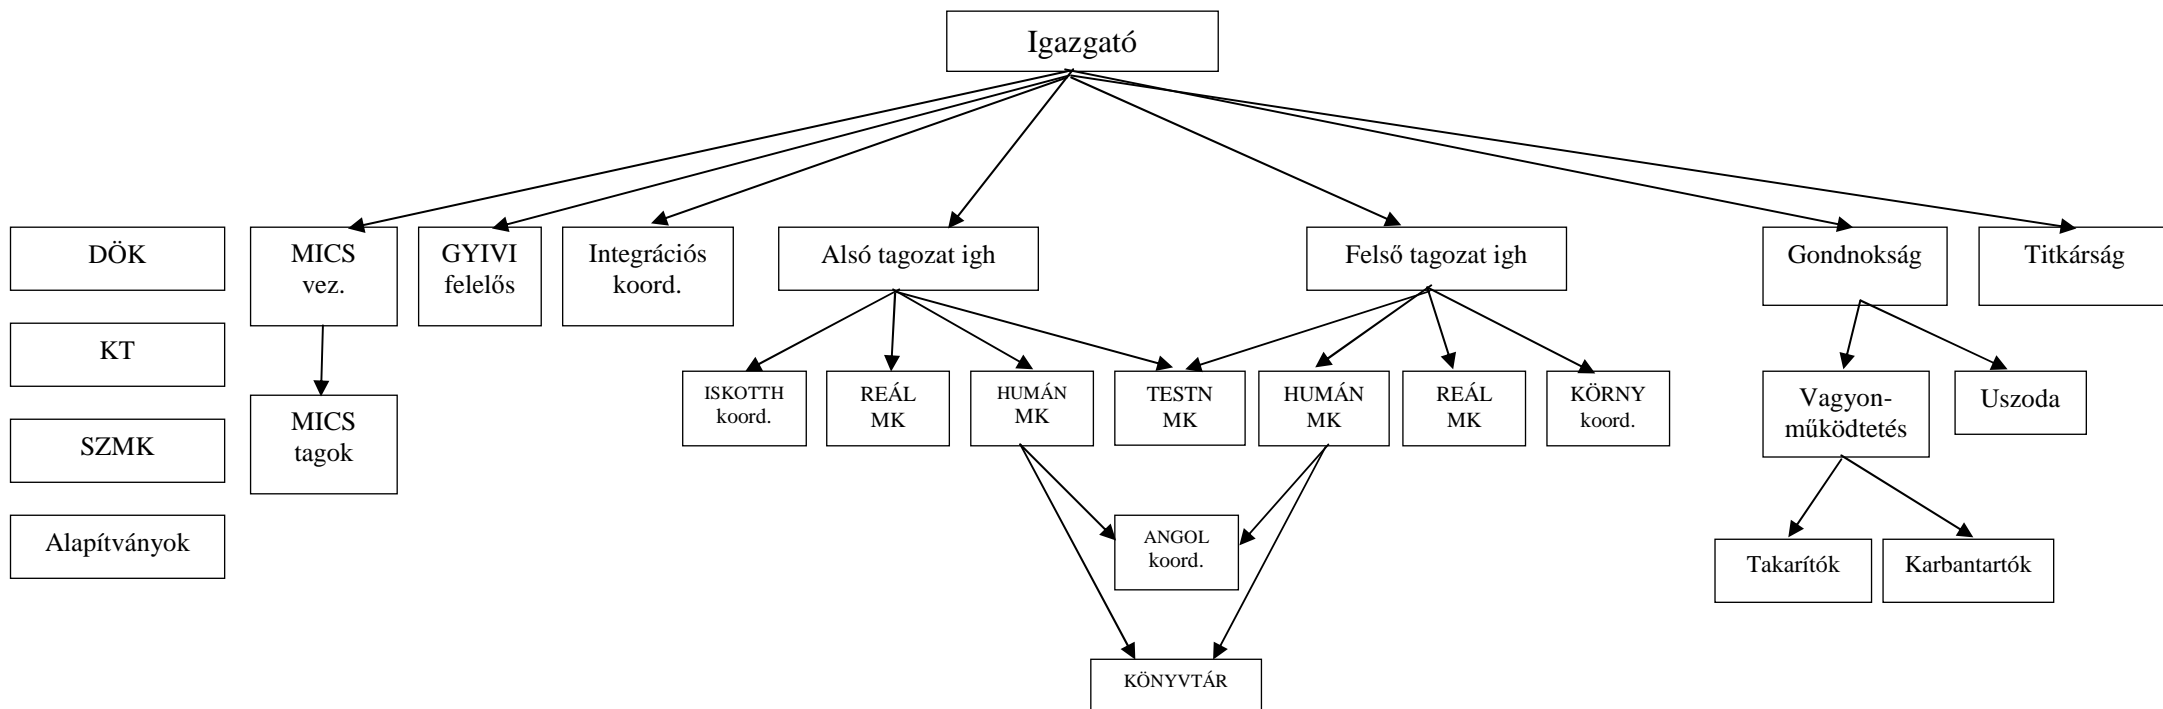 Igazgató
DÖK
MICS
vez.
GYIVI
felelős
Integrációs
koord.
Alsó tagozat igh
Felső tagozat igh
Gondnokság
Titkárság
KT
MICS
tagok
ISKOTTH
koord.
REÁL
MK
HUMÁN
MK
TESTN
MK
HUMÁN
MK
REÁL
MK
KÖRNY
koord.
Vagyon-
működtetés
Uszoda
SZMK
Alapítványok
ANGOL
koord.
Takarítók
Karbantartók
KÖNYVTÁR